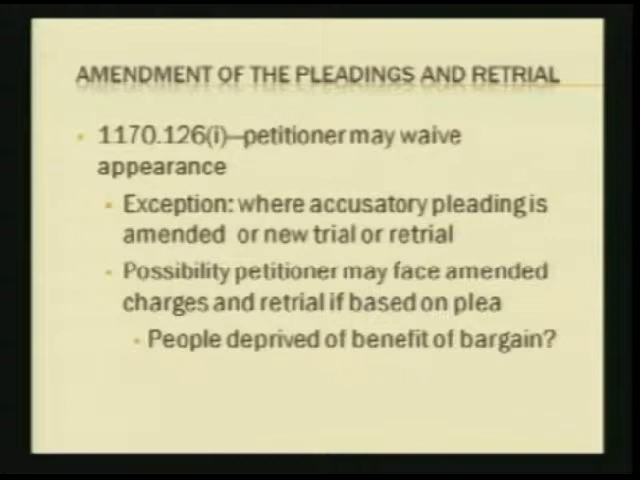 AMENDMENT OF THE PLEADINGS AND RETRIAL
1170.126(i)–petitioner may waive
appearance
Exception: where accusatory pleading is
amended or new trial or retrial
Possibility petitioner may face amended
charges and retrial if based on plea
People deprived of benefit of bargain?